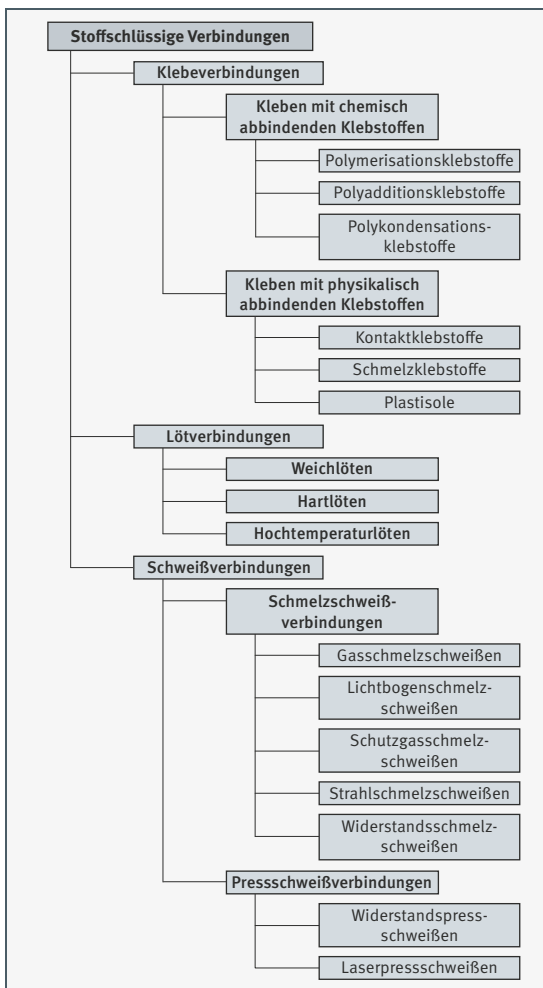 Stoffschlüssige Verbindungen
Klebeverbindungen
Kleben mit chemisch
abbindenden Klebstoffen
Polymerisationsklebstoffe
Polyadditionsklebstoffe
Polykondensations-
klebstoffe
Kleben mit physikalisch
abbindenden Klebstoffen
Kontaktklebstoffe
Schmelzklebstoffe
Plastisole
Lötverbindungen
Weichlöten
Hartlöten
Hochtemperaturlöten
Schweißverbindungen
Schmelzschweiß-
verbindungen
Gasschmelzschweißen
Lichtbogenschmelz-
schweißen
Schutzgasschmelz-
schweißen
Strahlschmelzschweißen
Widerstandsschmelz-
schweißen
Pressschweißverbindungen
Widerstandspress-
schweißen
Laserpressschweißen